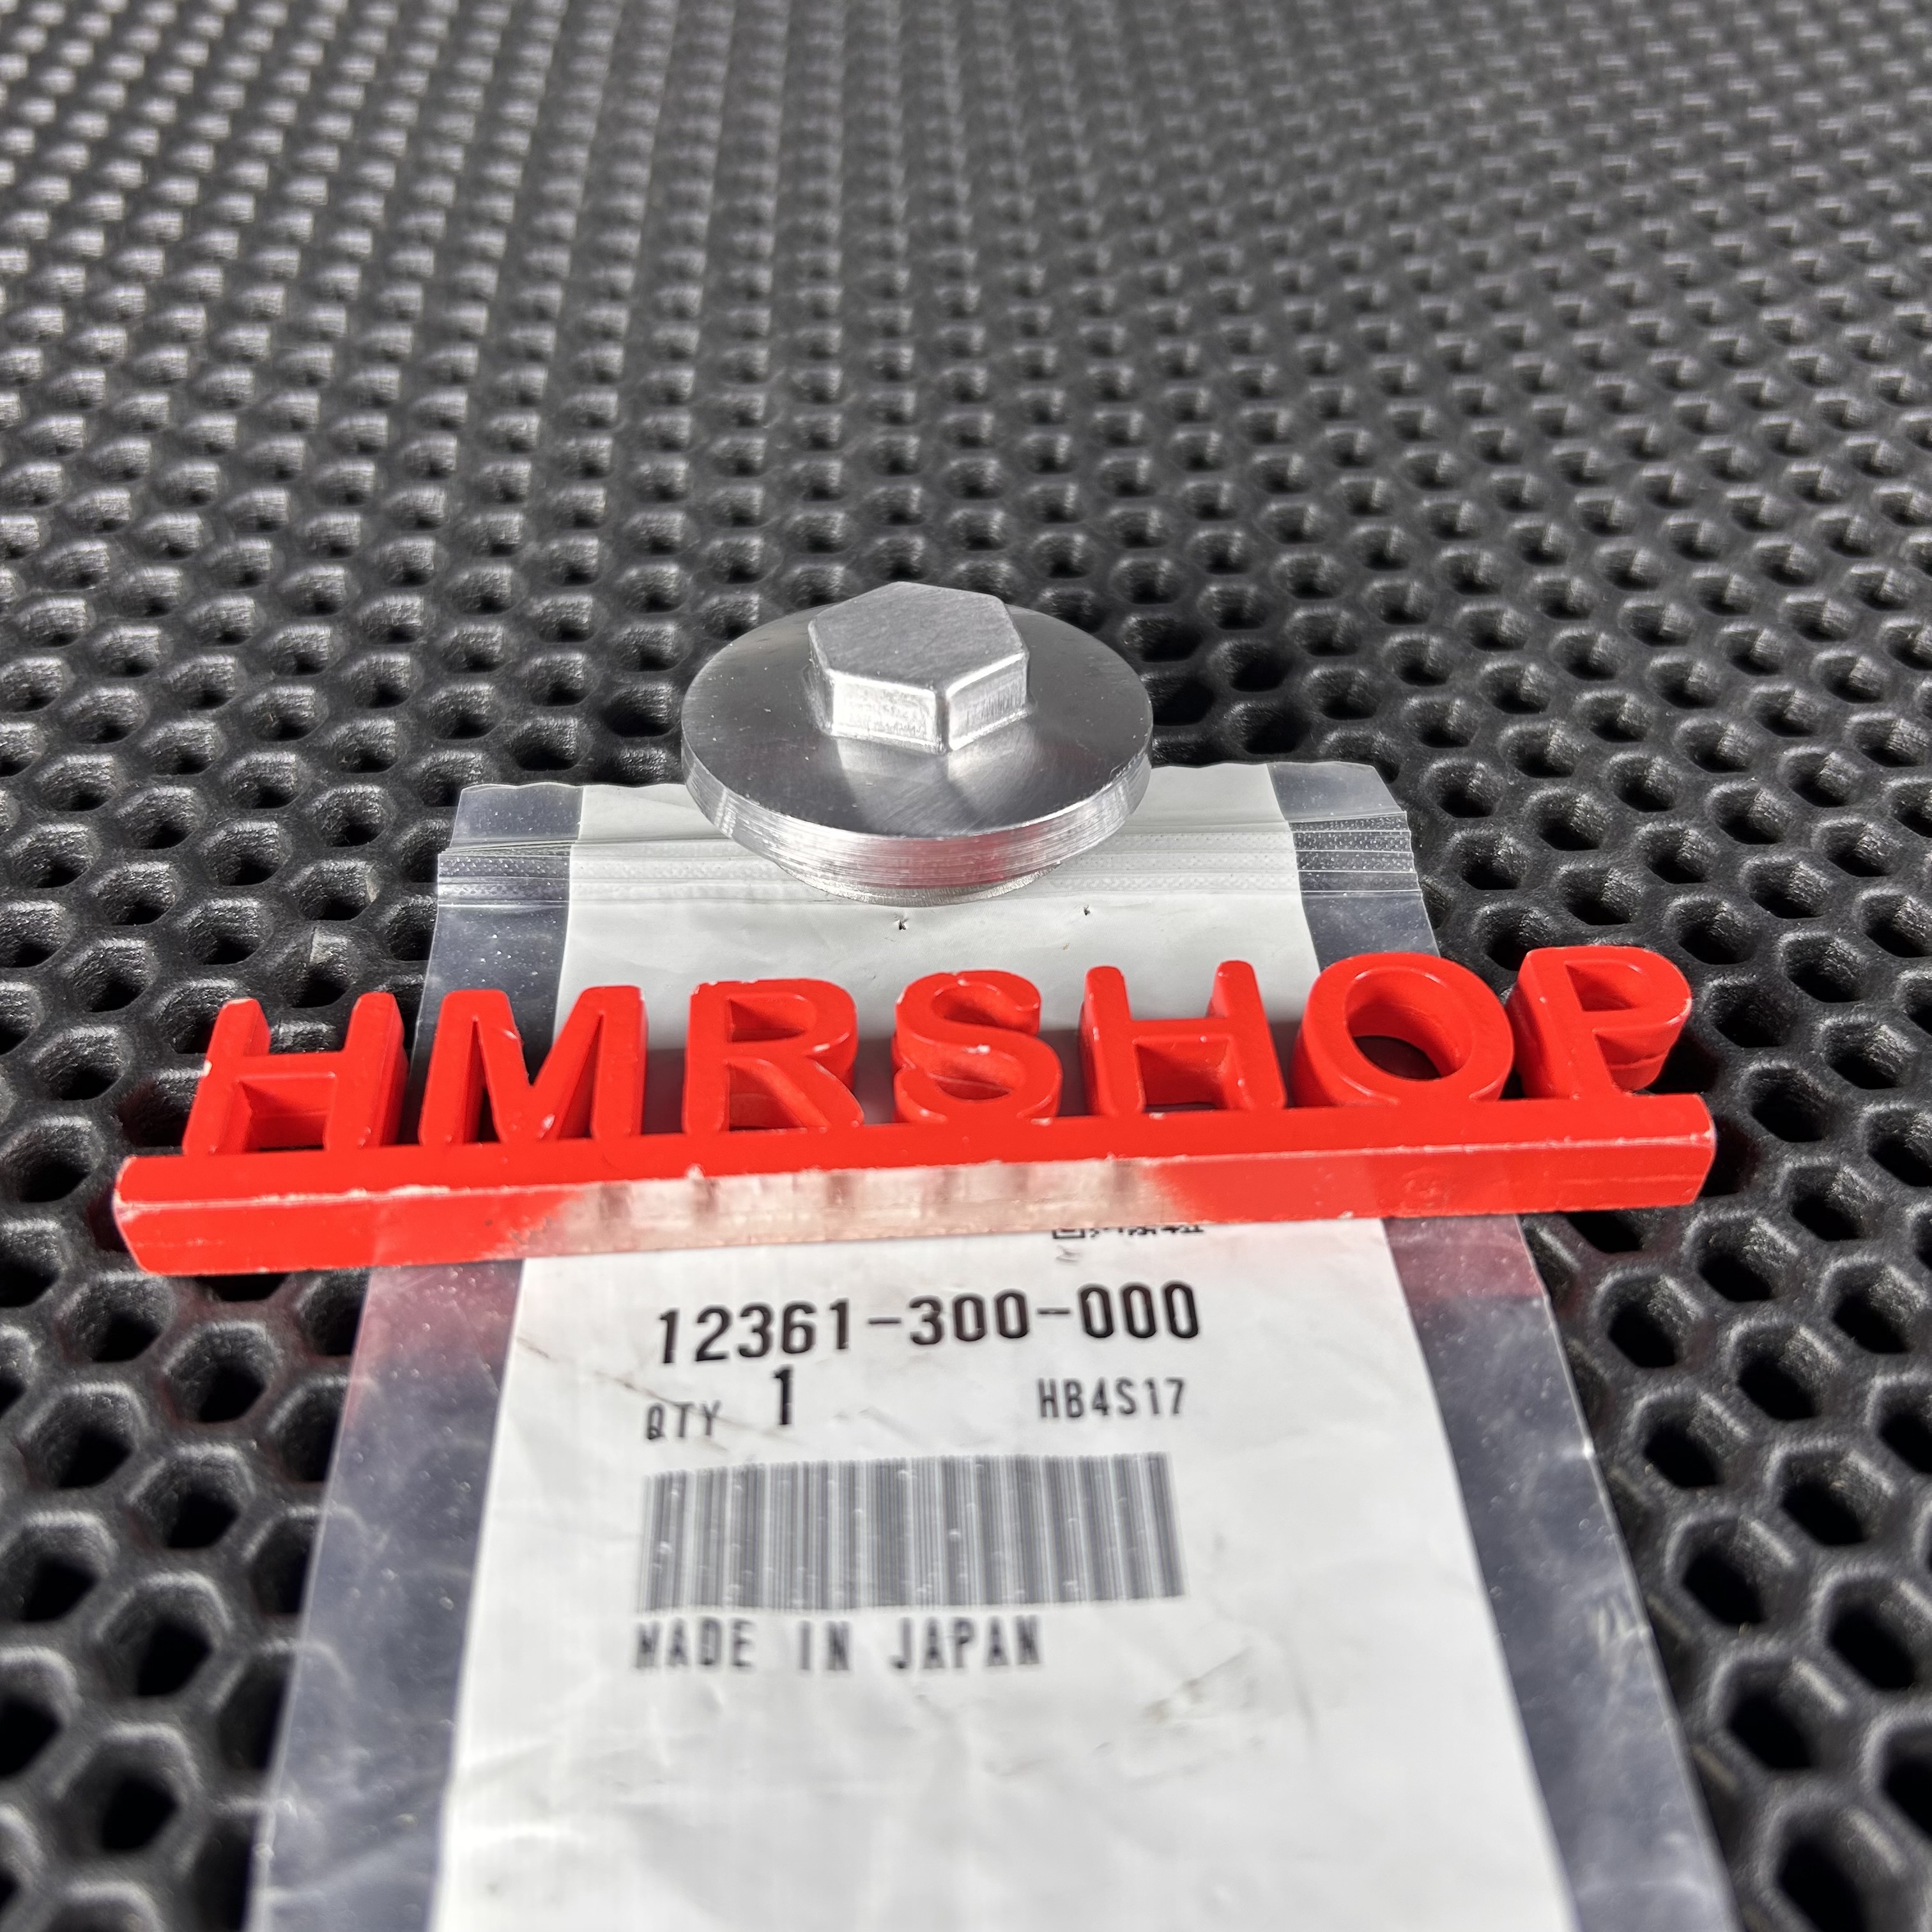 HMRSHOP
12361-300-000
QTY 1 HB4S17
MADE IN JAPAN